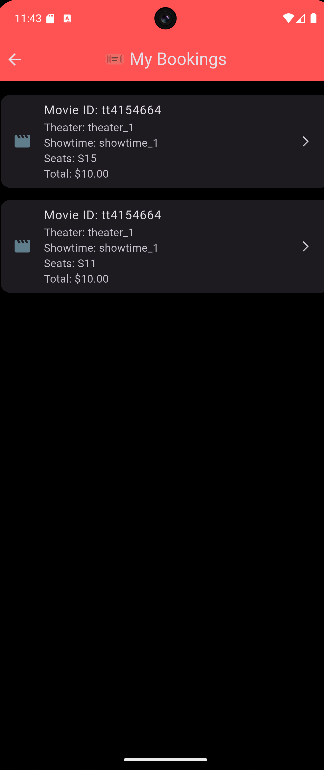 11:43
My Bookings
Movie ID: tt4154664
Theater: theater_1
Showtime: showtime_1
Seats: S15
Total: $10.00
Movie ID: tt4154664
Theater: theater_1
Showtime: showtime_1
Seats: S11
Total: $10.00